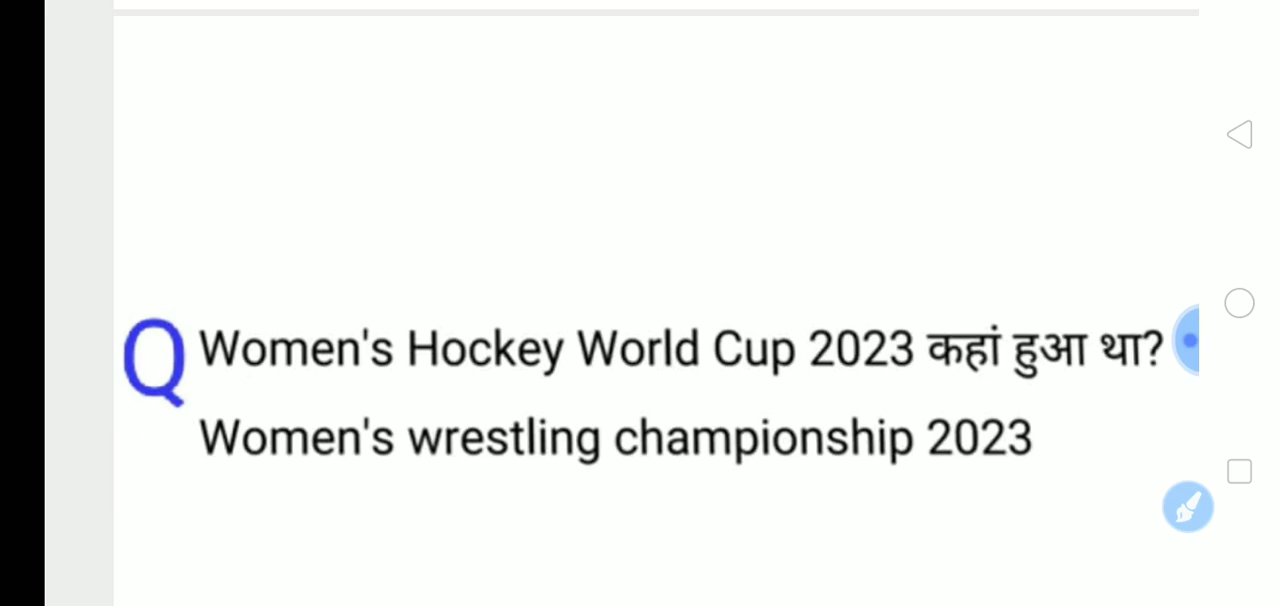 Q Women's Hockey World Cup 2023 कहां हुआ था?
Women's wrestling championship 2023